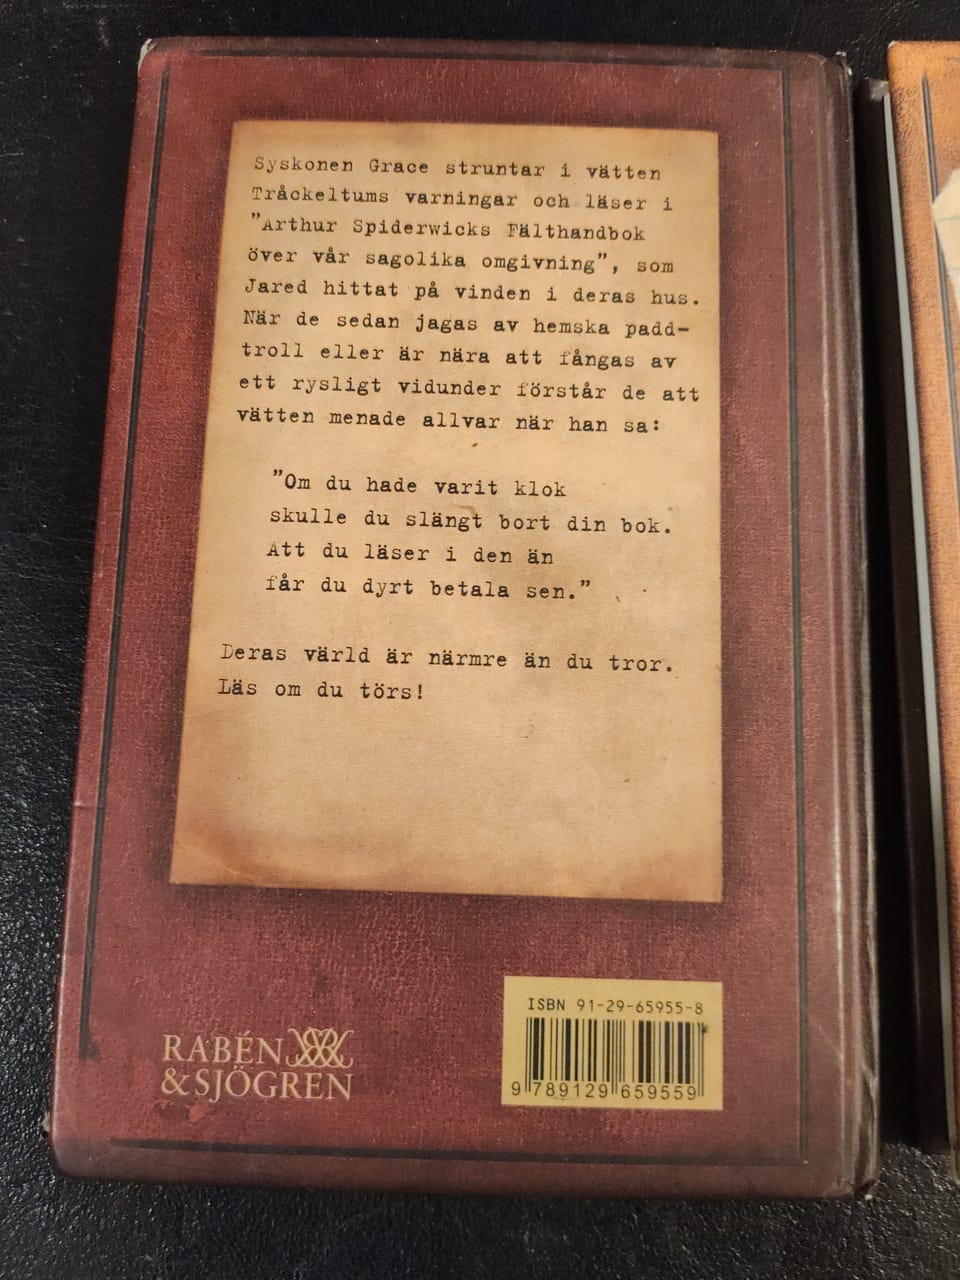 Syskonen Grace struntar i vätten
Tråckeltums varningar och läser i
”Arthur Spiderwicks Fälthandbok
över vår sagolika omgivning”, som
Jared hittat på vinden i deras hus.
När de sedan jagas av hemska padd-
troll eller är nära att fångas av
ett rysligt vidunder förstår de att
vätten menade allvar när han sa:
”Om du hade varit klok
skulle du slängt bort din bok.
Att du läser i den än
får du dyrt betala sen.”
Deras värld är närmre än du tror.
Läs om du törs!
RABÉN
&SJÖGREN
ISBN 91-29-65955-8
9 789129 659559